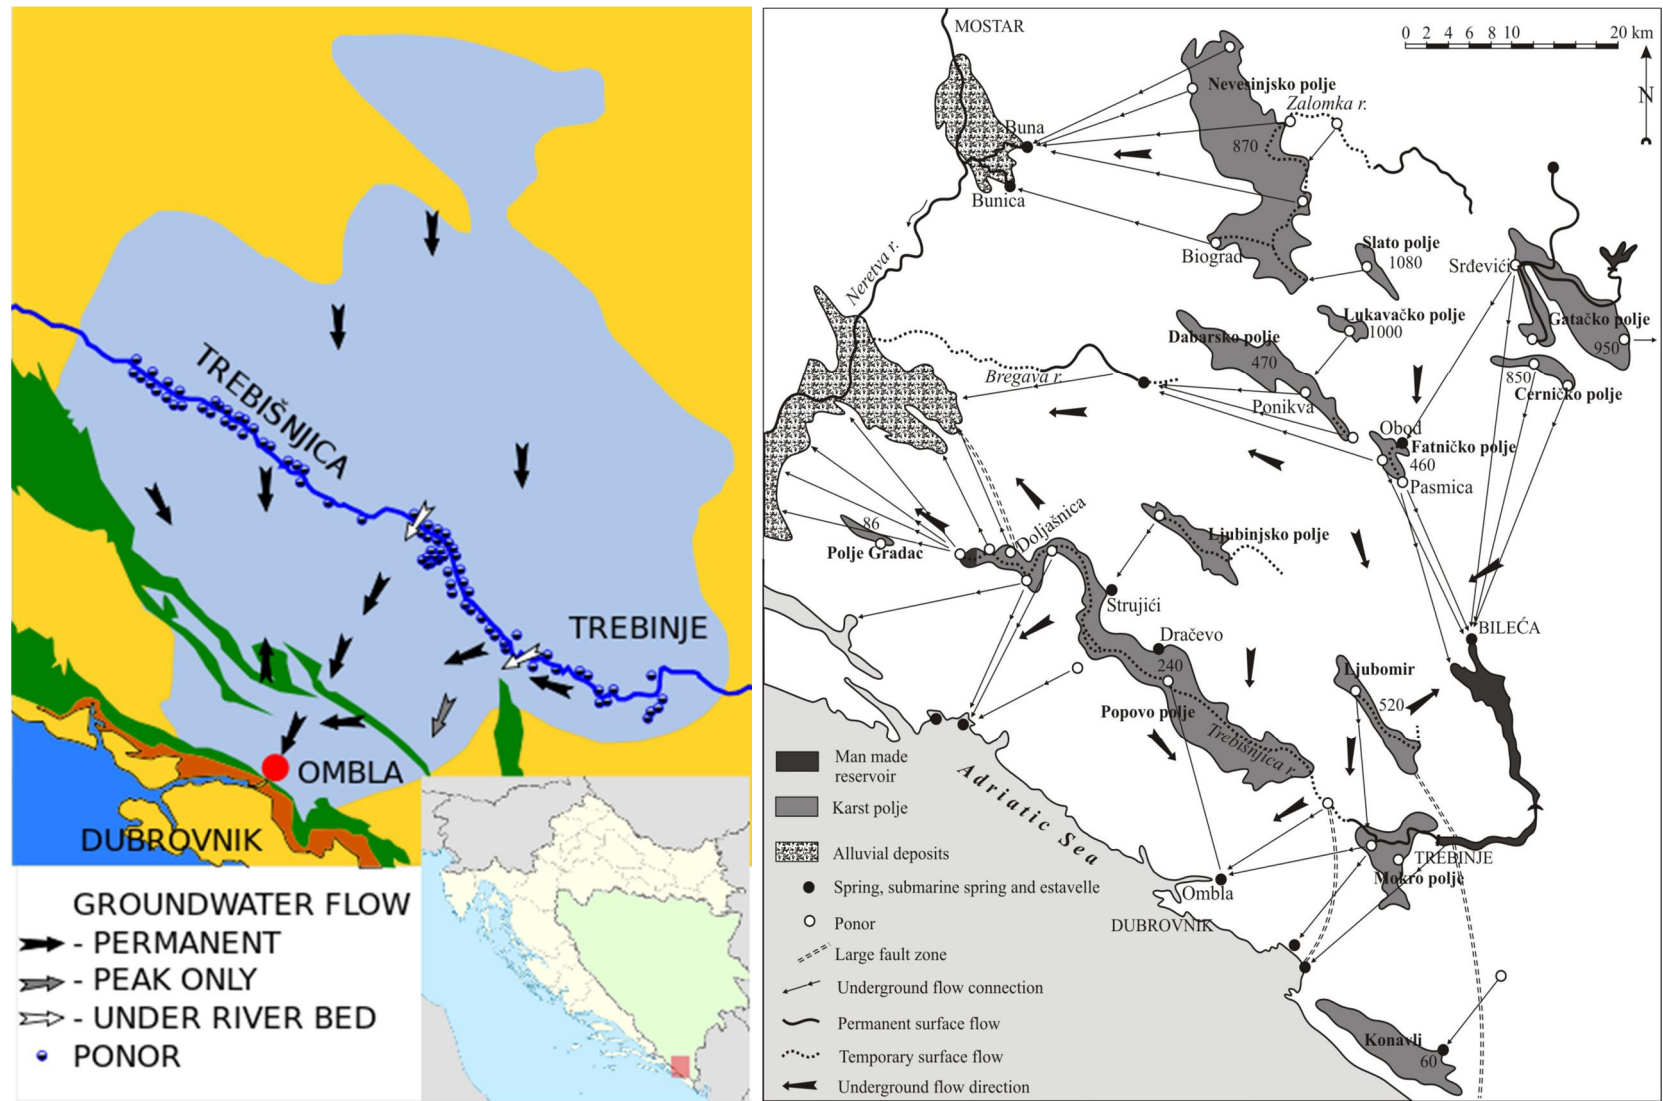 TREBIŠNJICA
TREBINJE
OMBLA
DUBROVNIK
GROUNDWATER FLOW
- PERMANENT
- PEAK ONLY
- UNDER RIVER BED
PONOR
MOSTAR
0 2 4 6 8 10 20 km
N
Nevesinjsko polje
Zalomka r.
Buna
870
Bunica
Biograd
Slato polje
1080
Srđevići
Neretva r.
Lukavačko polje
1000
Gatačko polje
950
Dabarsko polje
470
Bregava r.
850
Cerničko polje
Ponikva
Obod
Fatničko polje
460
Pasmica
86
Polje Gradac
Doljašnica
Ljubinjsko polje
Strujići
BILEĆA
Dračevo
240
Ljubomir
520
Popovo polje
Trebišnjica r.
Adriatic Sea
TREBINJE
Mokro polje
Ombla
DUBROVNIK
Konavli
60
Man made
reservoir
Karst polje
Alluvial deposits
Spring, submarine spring and estavelle
Ponor
Large fault zone
Underground flow connection
Permanent surface flow
Temporary surface flow
Underground flow direction